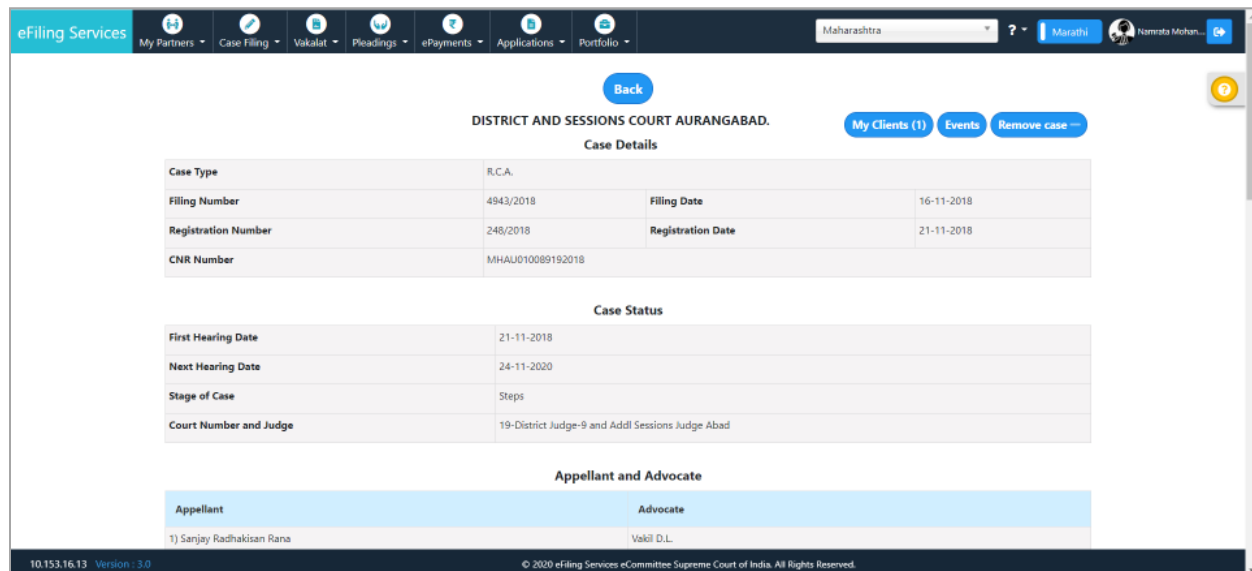 eFiling Services
My Partners Case Filing Vakalat Pleadings ePayments Applications Portfolio Maharashtra ? Marathi Namrata Mohan...
Back
DISTRICT AND SESSIONS COURT AURANGABAD.
My Clients (1) Events Remove case —
Case Details
Case Type R.C.A.
Filing Number 4943/2018 Filing Date 16-11-2018
Registration Number 248/2018 Registration Date 21-11-2018
CNR Number MHAU010089192018
Case Status
First Hearing Date 21-11-2018
Next Hearing Date 24-11-2020
Stage of Case Steps
Court Number and Judge 19-District Judge-9 and Addl Sessions Judge Abad
Appellant and Advocate
Appellant Advocate
1) Sanjay Radhakisan Rana Vakil D.L.
10.153.16.13 Version : 3.0 © 2020 eFiling Services eCommittee Supreme Court of India. All Rights Reserved.